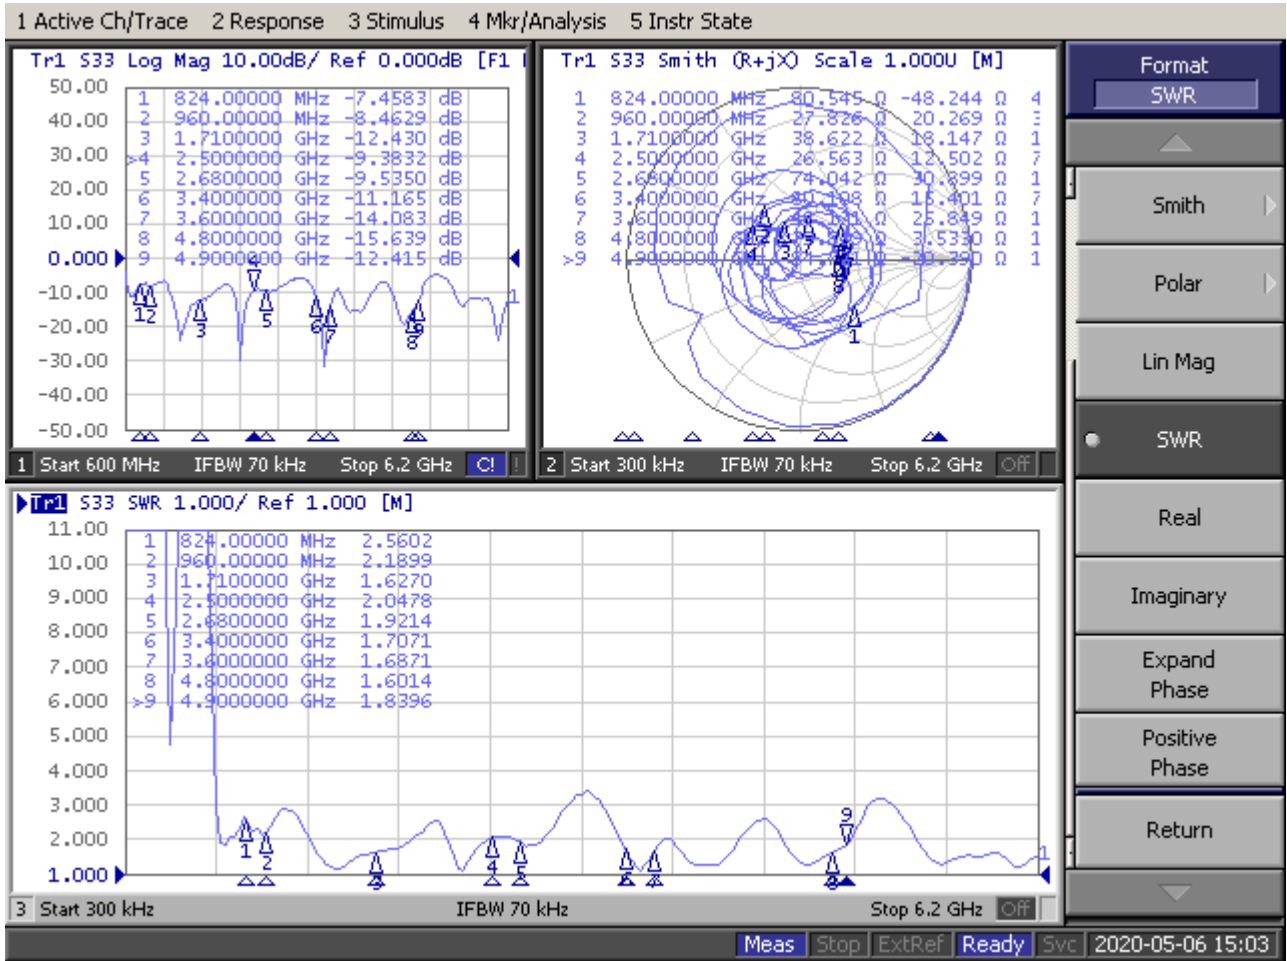 1 Active Ch/Trace 2 Response 3 Stimulus 4 Mkr/Analysis 5 Instr State
Tr1 S33 Log Mag 10.00dB/ Ref 0.000dB [F1
50.00
40.00
30.00
20.00
10.00
0.000
-10.00
-20.00
-30.00
-40.00
-50.00
1 824.00000 MHz -7.4583 dB
2 960.00000 MHz -8.4629 dB
3 1.7100000 GHz -12.430 dB
>4 2.5000000 GHz -9.3832 dB
5 2.6800000 GHz -9.5350 dB
6 3.4000000 GHz -11.165 dB
7 3.6000000 GHz -14.083 dB
8 4.8000000 GHz -15.639 dB
9 4.9000000 GHz -12.415 dB
1 Start 600 MHz IFBW 70 kHz Stop 6.2 GHz C!
Tr1 S33 Smith (R+jX) Scale 1.000U [M]
1 824.00000 MHz 80.545 Ω -48.244 Ω 4
2 960.00000 MHz 27.826 Ω 20.269 Ω
3 1.7100000 GHz 38.622 Ω 18.147 Ω 1
4 2.5000000 GHz 26.563 Ω 12.502 Ω 7
5 2.6800000 GHz 74.042 Ω 30.899 Ω 1
6 3.4000000 GHz Ω 15.401 Ω 7
7 3.6000000 GHz Ω 25.849 Ω 1
8 4.8000000 GHz Ω 3.5330 Ω 1
>9 4.9000000 GHz Ω Ω 1
2 Start 300 kHz IFBW 70 kHz Stop 6.2 GHz Off
Tr1 S33 SWR 1.000/ Ref 1.000 [M]
11.00
10.00
9.000
8.000
7.000
6.000
5.000
4.000
3.000
2.000
1.000
1 824.00000 MHz 2.5602
2 960.00000 MHz 2.1899
3 1.7100000 GHz 1.6270
4 2.5000000 GHz 2.0478
5 2.6800000 GHz 1.9214
6 3.4000000 GHz 1.7071
7 3.6000000 GHz 1.6871
8 4.8000000 GHz 1.6014
>9 4.9000000 GHz 1.8396
3 Start 300 kHz IFBW 70 kHz Stop 6.2 GHz Off
Format
SWR
Smith
Polar
Lin Mag
SWR
Real
Imaginary
Expand
Phase
Positive
Phase
Return
Meas Stop ExtRef Ready Svc 2020-05-06 15:03